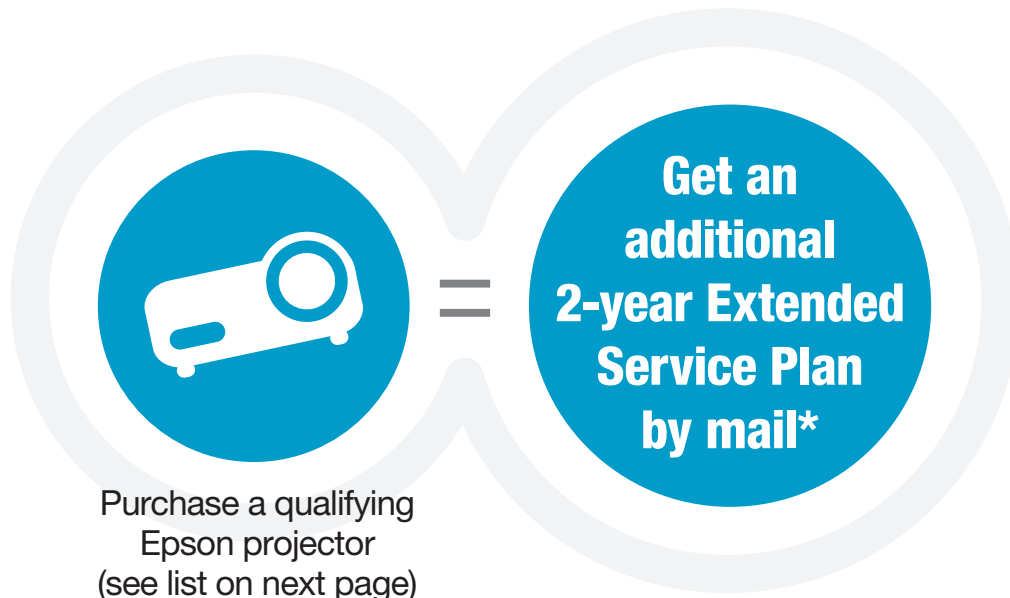 Get an
additional
2-year Extended
Service Plan
by mail*
=
Purchase a qualifying
Epson projector
(see list on next page)